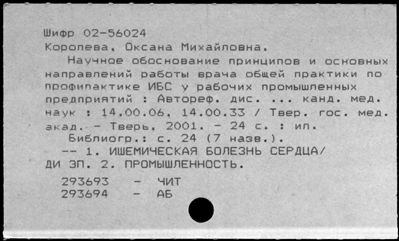 Шифр 02-56024
Королева, Оксана Михайловна.
Научное обоснование принципов и основных
направлений работы врача общей практики по
профилактике ИБС у рабочих промышленных
предприятий : Автореф. дис. ... канд. мед.
наук : 14.00.06, 14.00.33 / Твер. гос. мед.
акад. - Тверь, 2001. - 24 с. : ил.
Библиогр.: с. 24 (7 назв.).
-- 1. ИШЕМИЧЕСКАЯ БОЛЕЗНЬ СЕРДЦА/
ДИ ЭП. 2. ПРОМЫШЛЕННОСТЬ.
293693 - ЧИТ
293694 - АБ